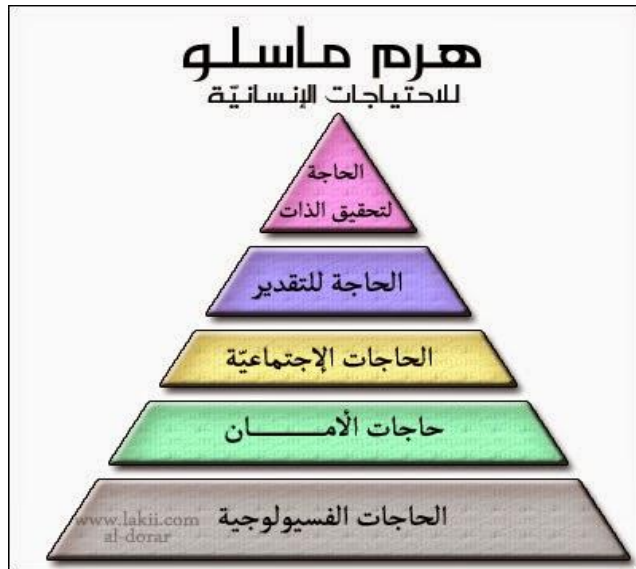 هرم ماسلو
للاحتياجات الإنسانيّة
الحاجة
لتحقيق الذات
الحاجة للتقدير
الحاجات الإجتماعيّة
حاجات الأمـــــــان
الحاجات الفسيولوجية
www.lakii.com
al-dorar